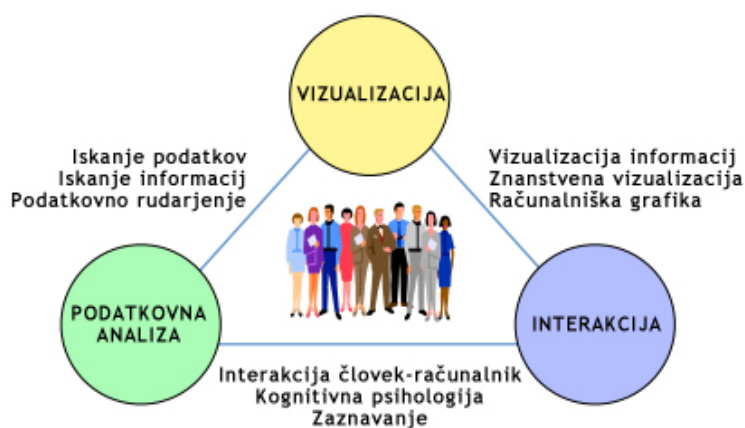 VIZUALIZACIJA
Iskanje podatkov
Iskanje informacij
Podatkovno rudarjenje
Vizualizacija informacij
Znanstvena vizualizacija
Računalniška grafika
PODATKOVNA
ANALIZA
INTERAKCIJA
Interakcija človek-računalnik
Kognitivna psihologija
Zaznavanje